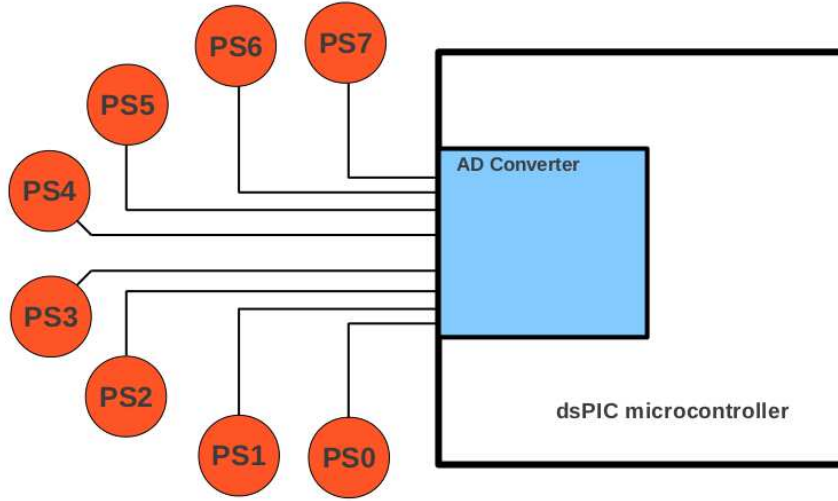 PS7
PS6
PS5
AD Converter
PS4
PS3
PS2
dsPIC microcontroller
PS1
PS0